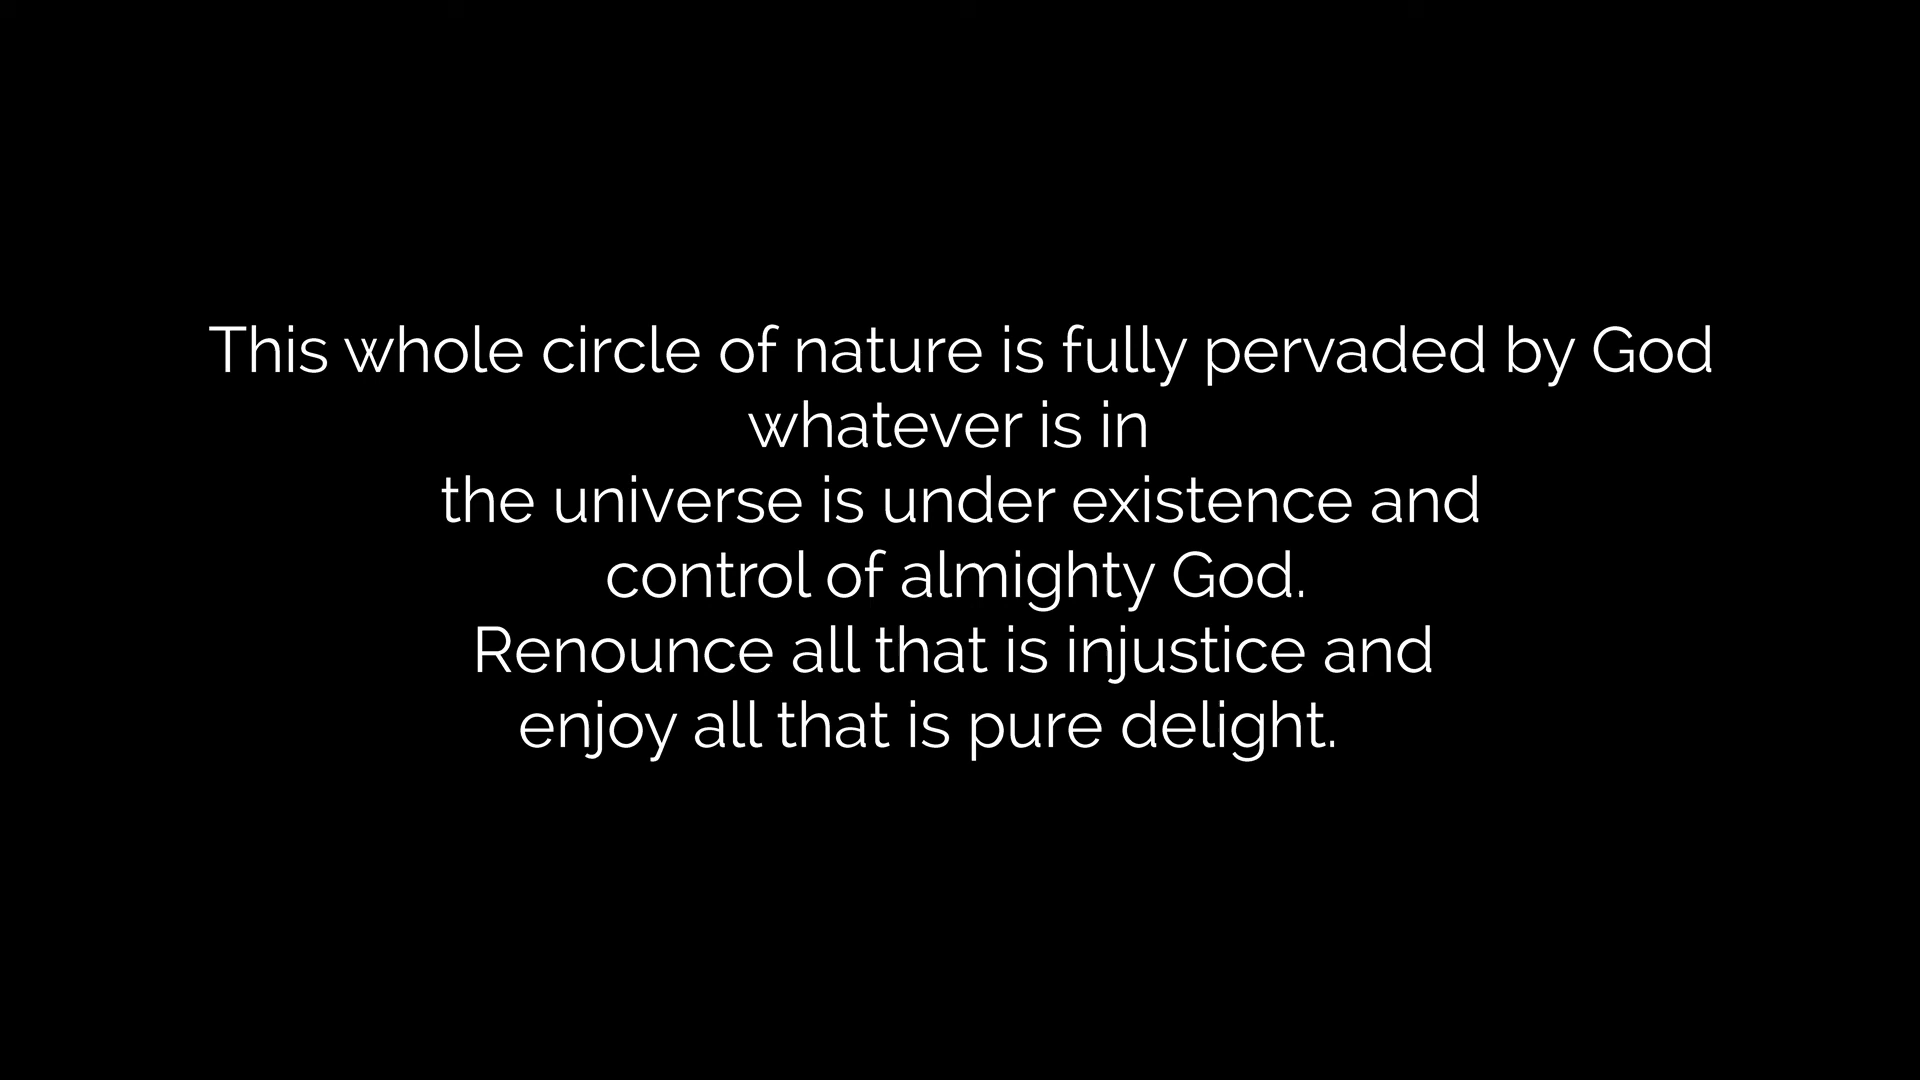 This whole circle of nature is fully pervaded by God
whatever is in
the universe is under existence and
control of almighty God.
Renounce all that is injustice and
enjoy all that is pure delight.